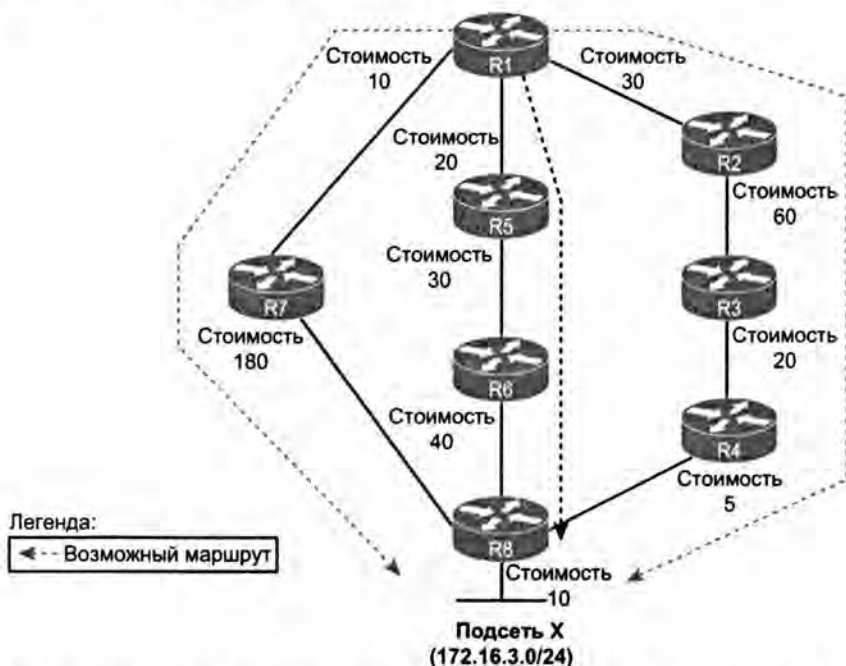 R1
Стоимость
10
Стоимость
30
Стоимость
20
R2
R5
Стоимость
60
Стоимость
30
R7
R3
Стоимость
180
Стоимость
20
R6
Стоимость
40
R4
Стоимость
5
Легенда:
Возможный маршрут
R8
Стоимость
10
Подсеть X
(172.16.3.0/24)